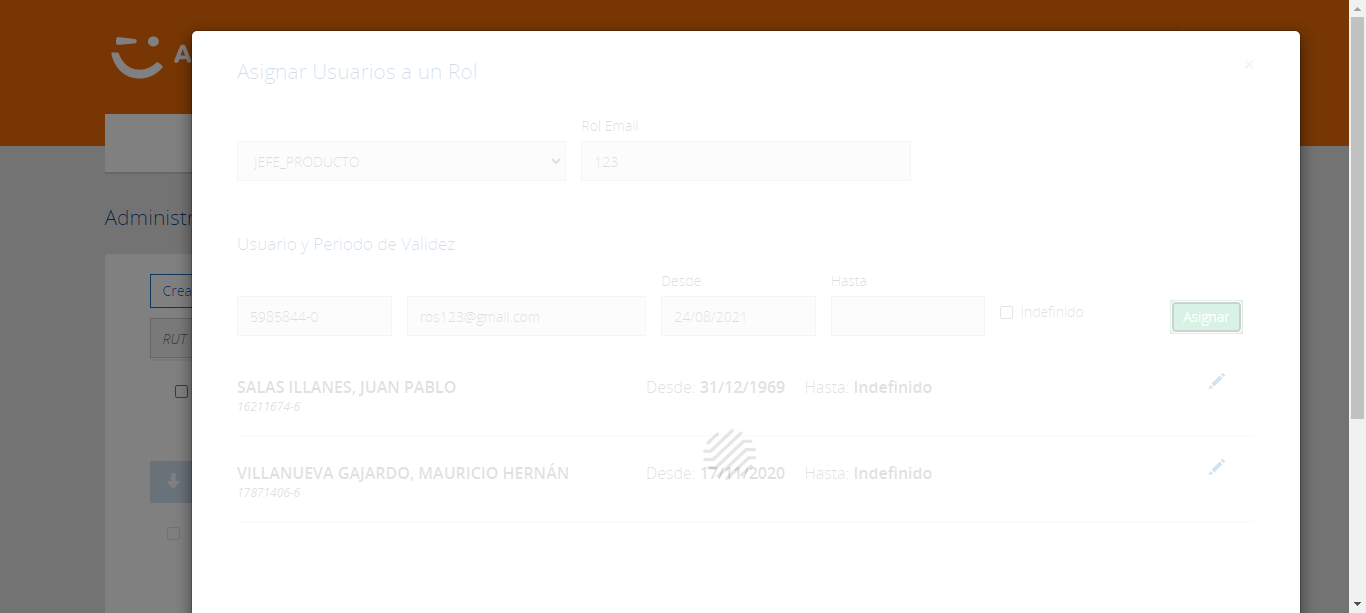 A
Asignar Usuarios a un Rol
×
Rol Email
JEFE_PRODUCTO
123
Administr
Usuario y Periodo de Validez
Desde
Hasta
Crea
5985844-0
ros123@gmail.com
24/08/2021
Indefinido
Asignar
RUT
SALAS ILLANES, JUAN PABLO
Desde: 31/12/1969
Hasta: Indefinido
16211674-6
VILLANUEVA GAJARDO, MAURICIO HERNÁN
Desde: 17/11/2020
Hasta: Indefinido
17871406-6